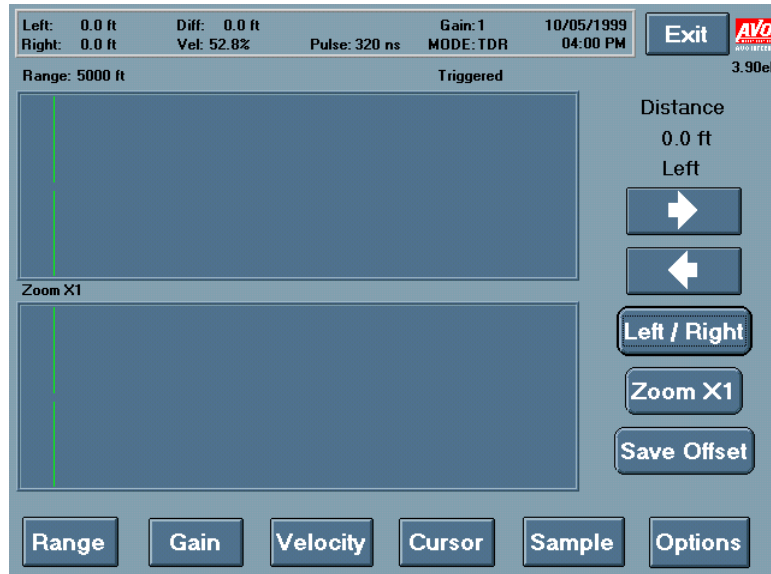 Left: 0.0 ft Diff: 0.0 ft Gain:1 10/05/1999
Right: 0.0 ft Vel: 52.8% Pulse: 320 ns MODE:TDR 04:00 PM
Exit
AVO
Range: 5000 ft Triggered
3.90e
Distance
0.0 ft
Left
Zoom X1
Left / Right
Zoom X1
Save Offset
Range Gain Velocity Cursor Sample Options